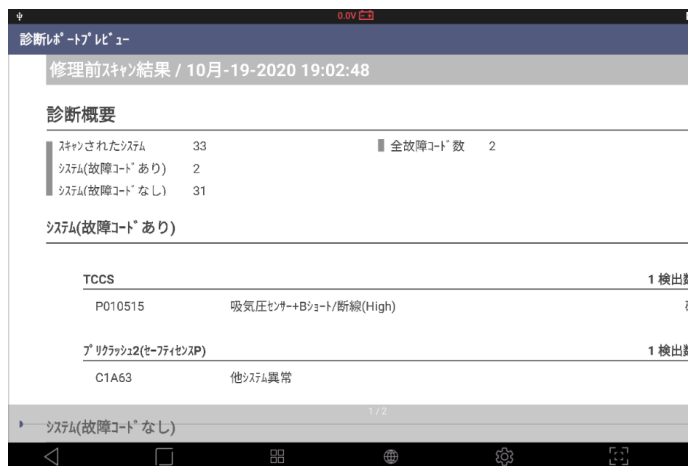 0.0V
診断ﾚﾎﾟｰﾄﾌﾟﾚﾋﾞｭｰ
修理前ｽｷｬﾝ結果 / 10月-19-2020 19:02:48
診断概要
ｽｷｬﾝされたｼｽﾃﾑ 33 全故障ｺｰﾄﾞ数 2
ｼｽﾃﾑ(故障ｺｰﾄﾞあり) 2
ｼｽﾃﾑ(故障ｺｰﾄﾞなし) 31
ｼｽﾃﾑ(故障ｺｰﾄﾞあり)
TCCS 1 検出数
P010515 吸気圧ｾﾝｻｰ+Bｼｮｰﾄ/断線(High)
ﾌﾟﾘｸﾗｯｼｭ2(ｾｰﾌﾃｨｾﾝｽP) 1 検出数
C1A63 他ｼｽﾃﾑ異常
1 / 2
ｼｽﾃﾑ(故障ｺｰﾄﾞなし)